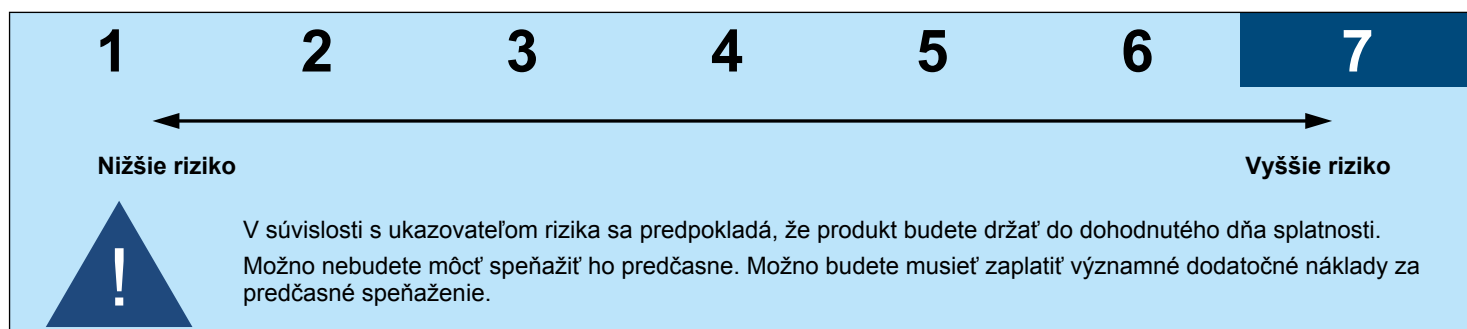 1 2 3 4 5 6 7
Nižšie riziko Vyššie riziko
V súvislosti s ukazovateľom rizika sa predpokladá, že produkt budete držať do dohodnutého dňa splatnosti.
Možno nebudete môcť speňažiť ho predčasne. Možno budete musieť zaplatiť významné dodatočné náklady za
predčasné speňaženie.
!